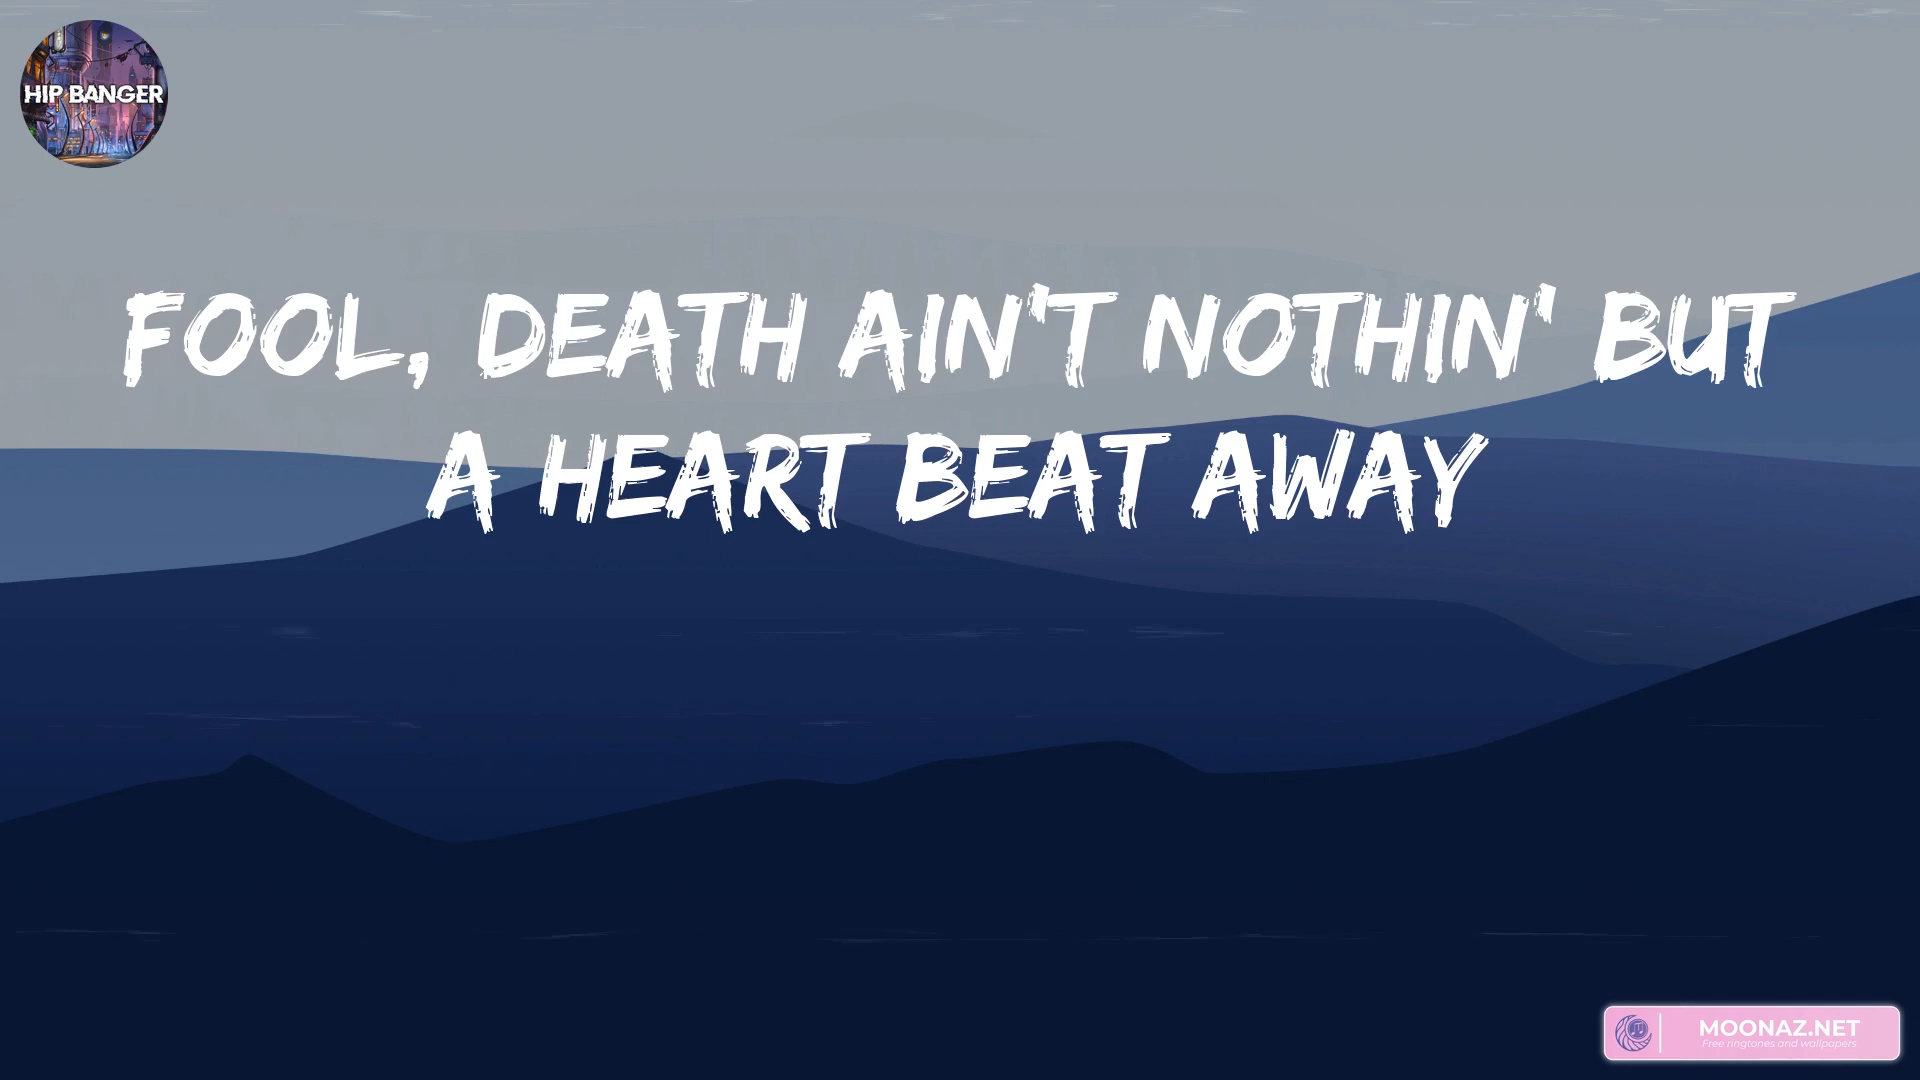 HIP BANGER
FOOL, DEATH AIN'T NOTHIN' BUT
A HEART BEAT AWAY
MOONAZ.NET
Free ringtones and wallpapers